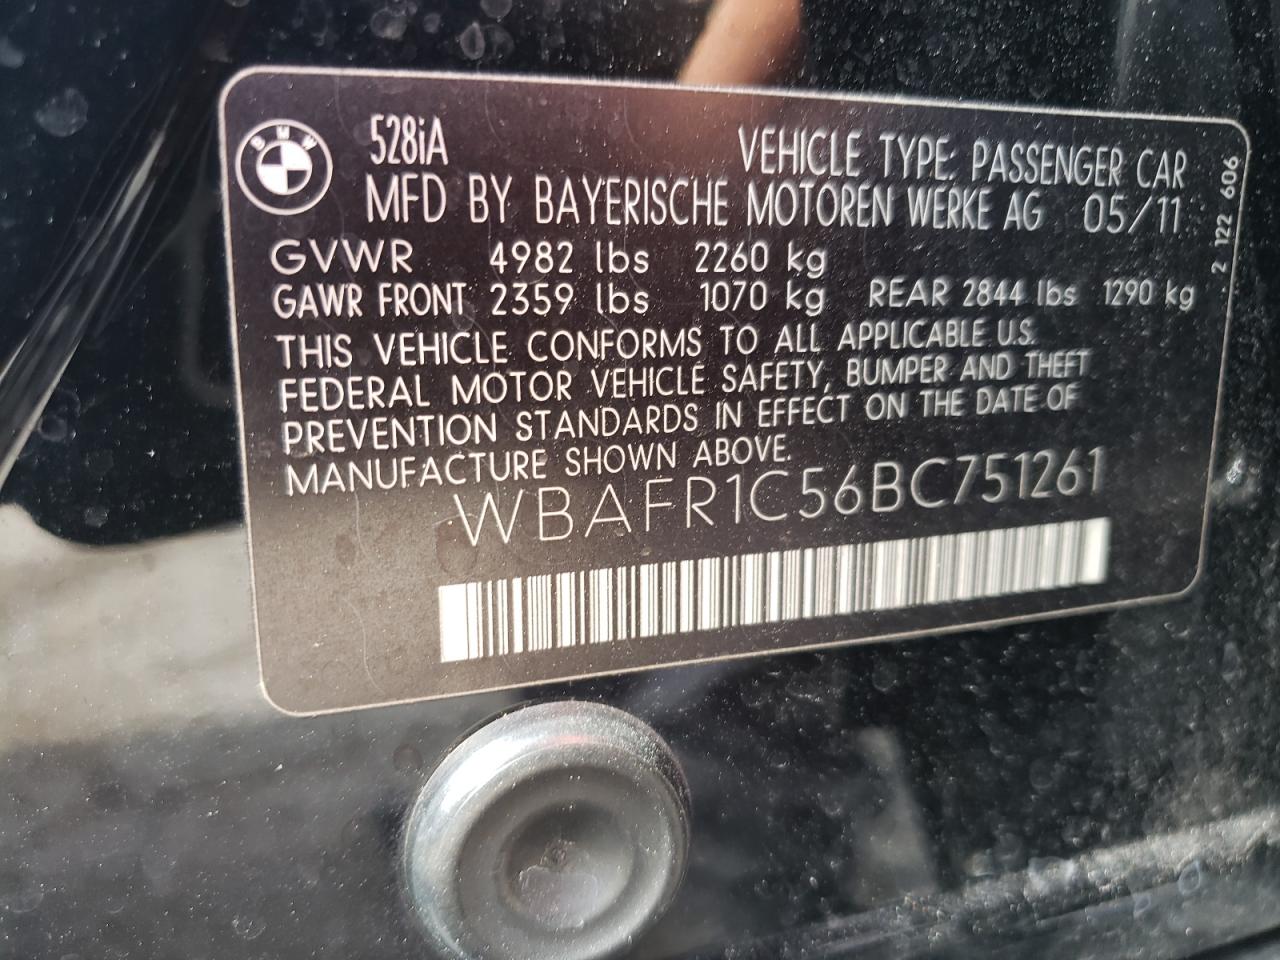 BMW
528iA
VEHICLE TYPE: PASSENGER CAR
MFD BY BAYERISCHE MOTOREN WERKE AG 05/11
GVWR 4982 lbs 2260 kg
GAWR FRONT 2359 lbs 1070 kg REAR 2844 lbs 1290 kg
THIS VEHICLE CONFORMS TO ALL APPLICABLE U.S.
FEDERAL MOTOR VEHICLE SAFETY, BUMPER AND THEFT
PREVENTION STANDARDS IN EFFECT ON THE DATE OF
MANUFACTURE SHOWN ABOVE.
WBAFR1C56BC751261
2 122 606